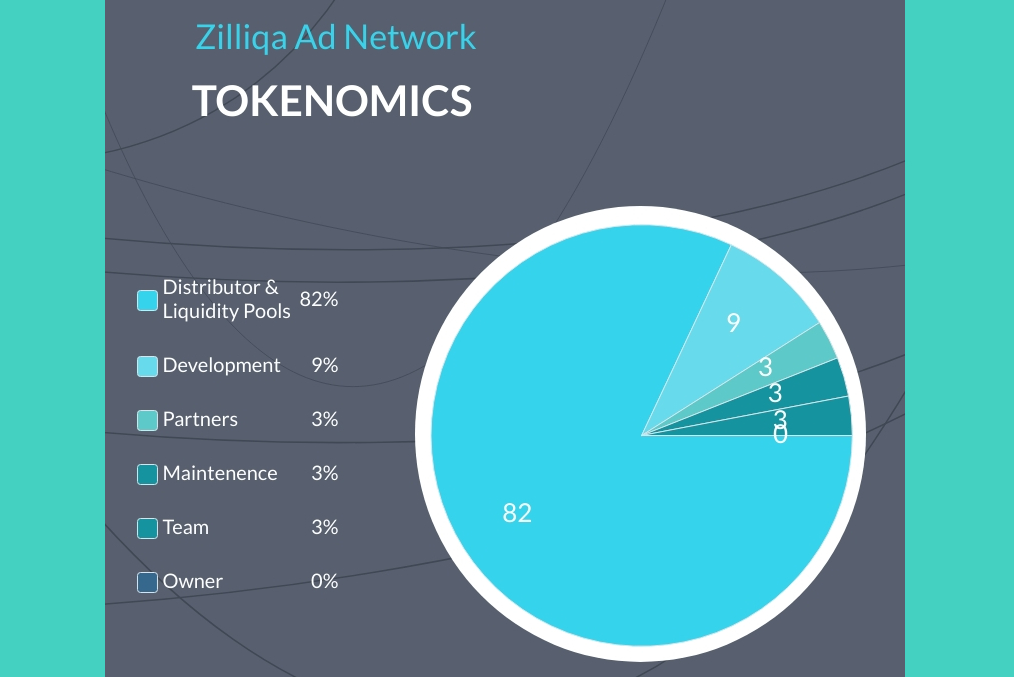 Zilliqa Ad Network
TOKENOMICS
Distributor &
Liquidity Pools 82%
Development 9%
Partners 3%
Maintenence 3%
Team 3%
Owner 0%
9
3
3
3
0
82